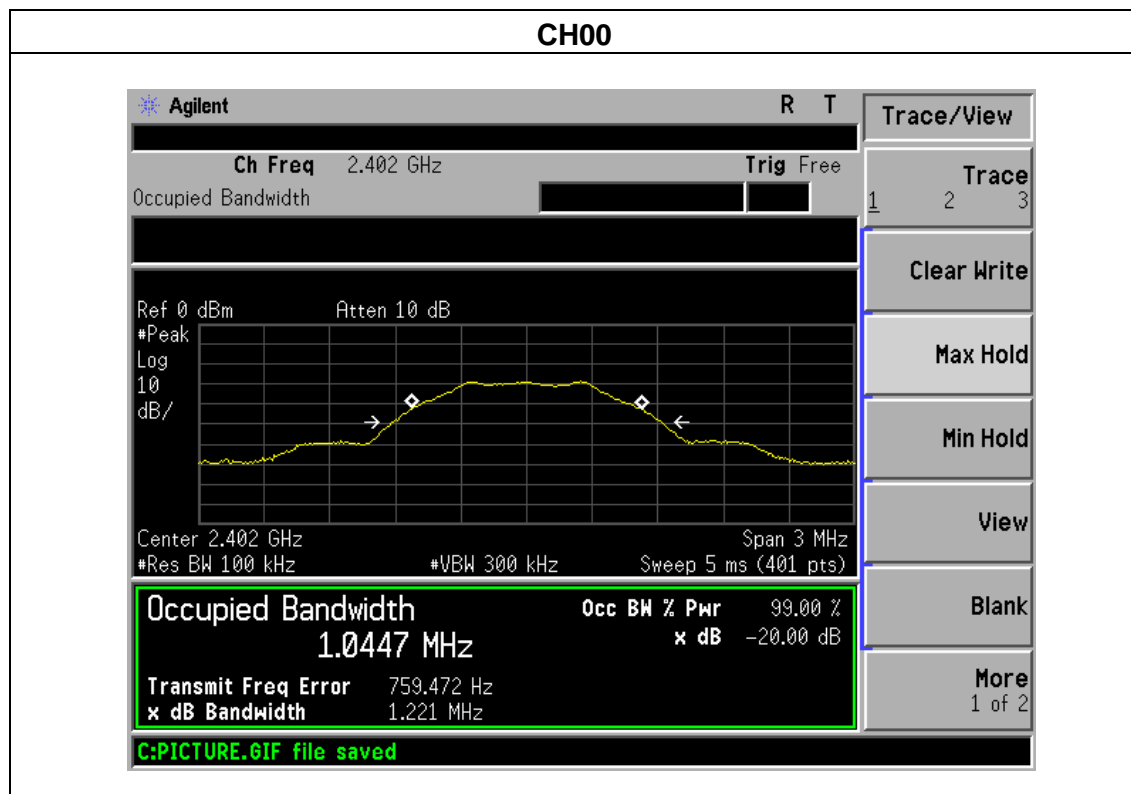 CH00
Agilent R T
Trace/View
Ch Freq 2.402 GHz Trig Free
Occupied Bandwidth
Trace
1 2 3
Clear Write
Max Hold
Min Hold
View
Blank
More
1 of 2
Ref 0 dBm Atten 10 dB
#Peak
Log
10
dB/
Center 2.402 GHz Span 3 MHz
#Res BW 100 kHz #VBW 300 kHz Sweep 5 ms (401 pts)
Occupied Bandwidth Occ BW % Pwr 99.00 %
1.0447 MHz x dB -20.00 dB
Transmit Freq Error 759.472 Hz
x dB Bandwidth 1.221 MHz
C:PICTURE.GIF file saved